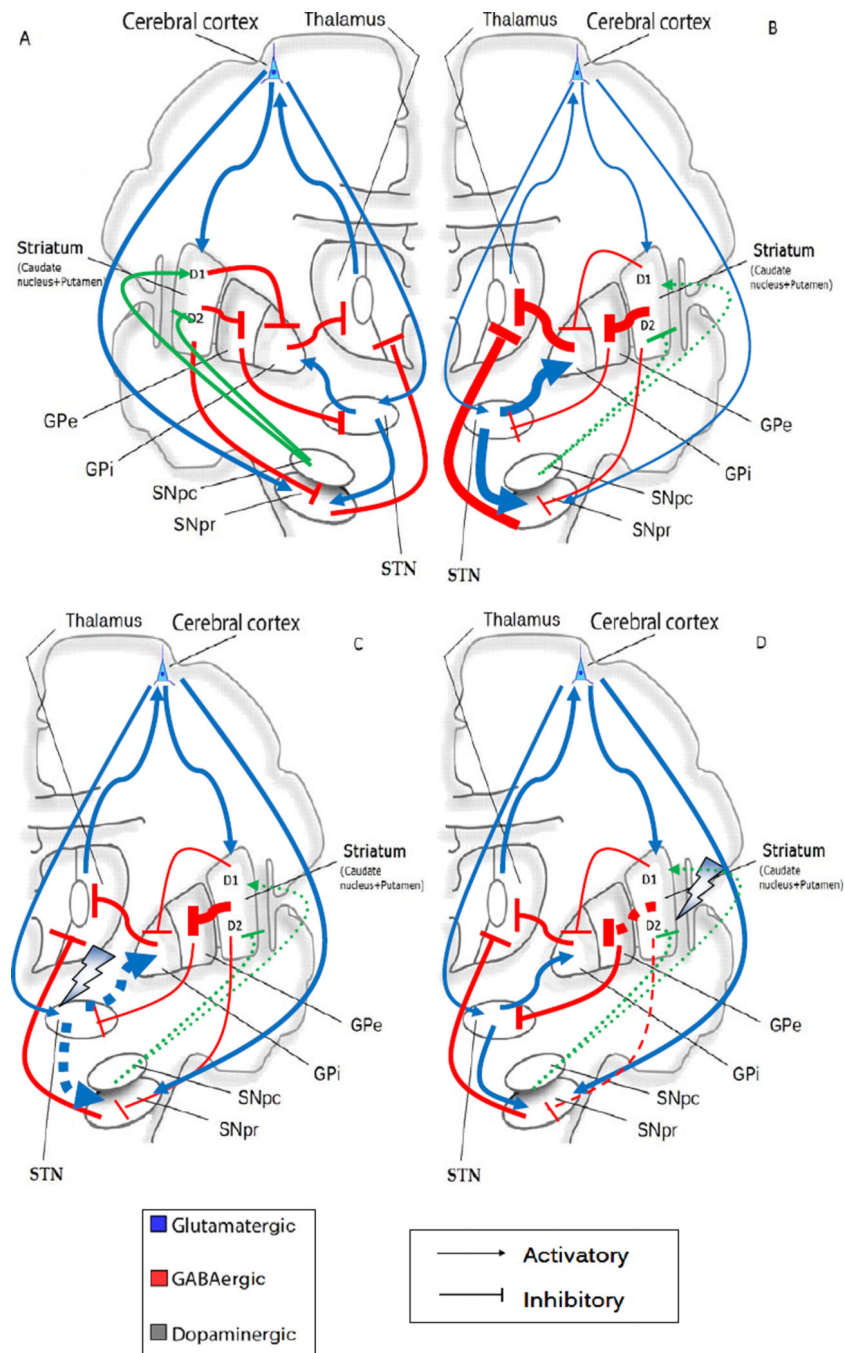 A
Cerebral cortex
Thalamus
Cerebral cortex
B
Striatum
(Caudate
nucleus+Putamen)
D1
D2
GPe
GPi
SNpc
SNpr
STN
D1
D2
Striatum
(Caudate
nucleus+Putamen)
GPe
GPi
SNpc
SNpr
STN
Thalamus
Cerebral cortex
C
D1
D2
Striatum
(Caudate
nucleus+Putamen)
GPe
GPi
SNpc
SNpr
STN
Thalamus
Cerebral cortex
D
D1
D2
Striatum
(Caudate
nucleus+Putamen)
GPe
GPi
SNpc
SNpr
STN
Glutamatergic
GABAergic
Dopaminergic
Activatory
Inhibitory